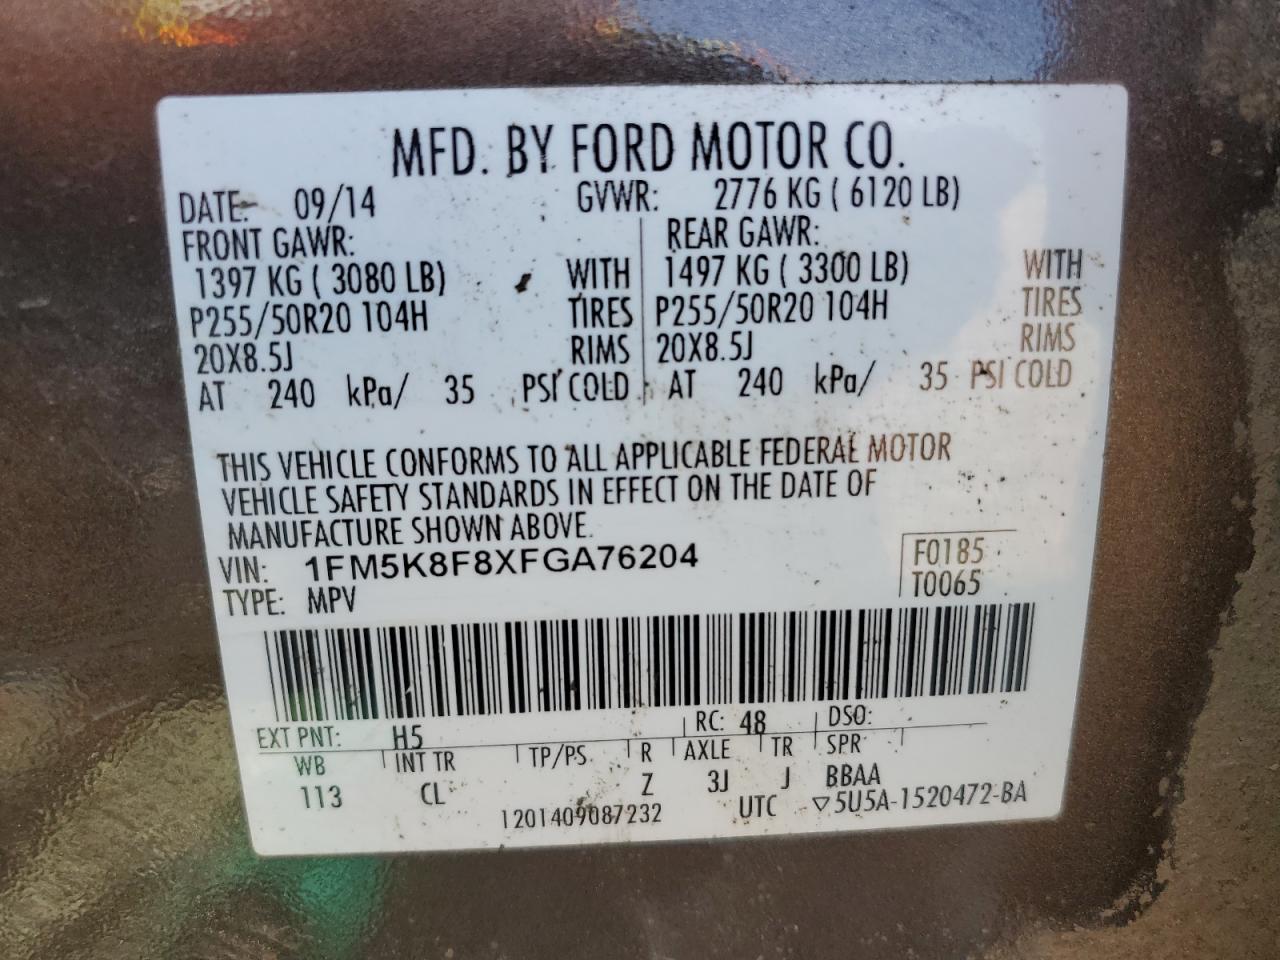 MFD. BY FORD MOTOR CO.
DATE: 09/14 GVWR: 2776 KG ( 6120 LB)
FRONT GAWR: REAR GAWR:
1397 KG ( 3080 LB) WITH 1497 KG ( 3300 LB) WITH
P255/50R20 104H TIRES P255/50R20 104H TIRES
20X8.5J RIMS 20X8.5J RIMS
AT 240 kPa/ 35 PSI COLD AT 240 kPa/ 35 PSI COLD
THIS VEHICLE CONFORMS TO ALL APPLICABLE FEDERAL MOTOR
VEHICLE SAFETY STANDARDS IN EFFECT ON THE DATE OF
MANUFACTURE SHOWN ABOVE.
VIN: 1FM5K8F8XFGA76204 F0185
TYPE: MPV T0065
EXT PNT: H5 RC: 48 DSO:
WB INT TR TP/PS R AXLE TR SPR
113 CL Z 3J J BBAA
1201409087232 UTC ▽5U5A-1520472-BA